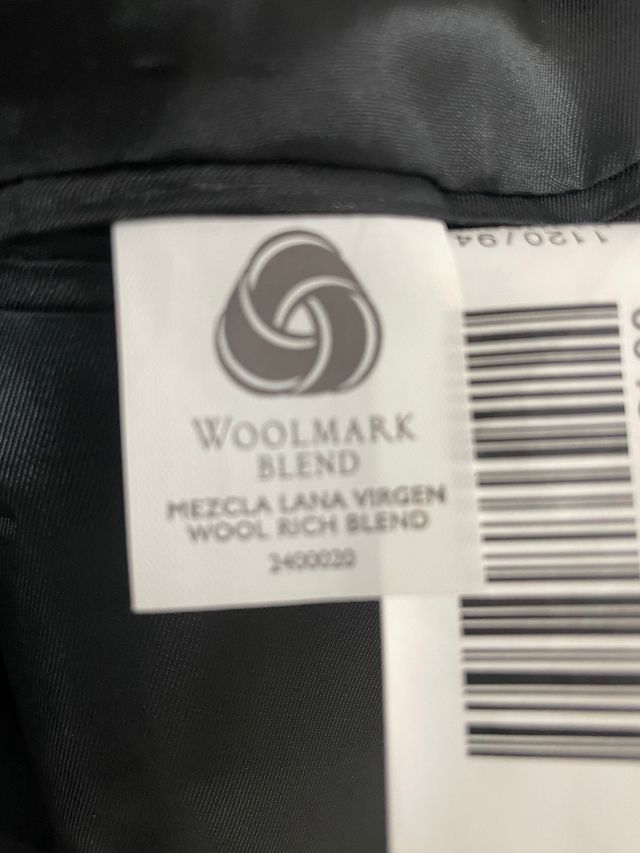 WOOLMARK
BLEND
MEZCLA LANA VIRGEN
WOOL RICH BLEND
2400020
1120/94